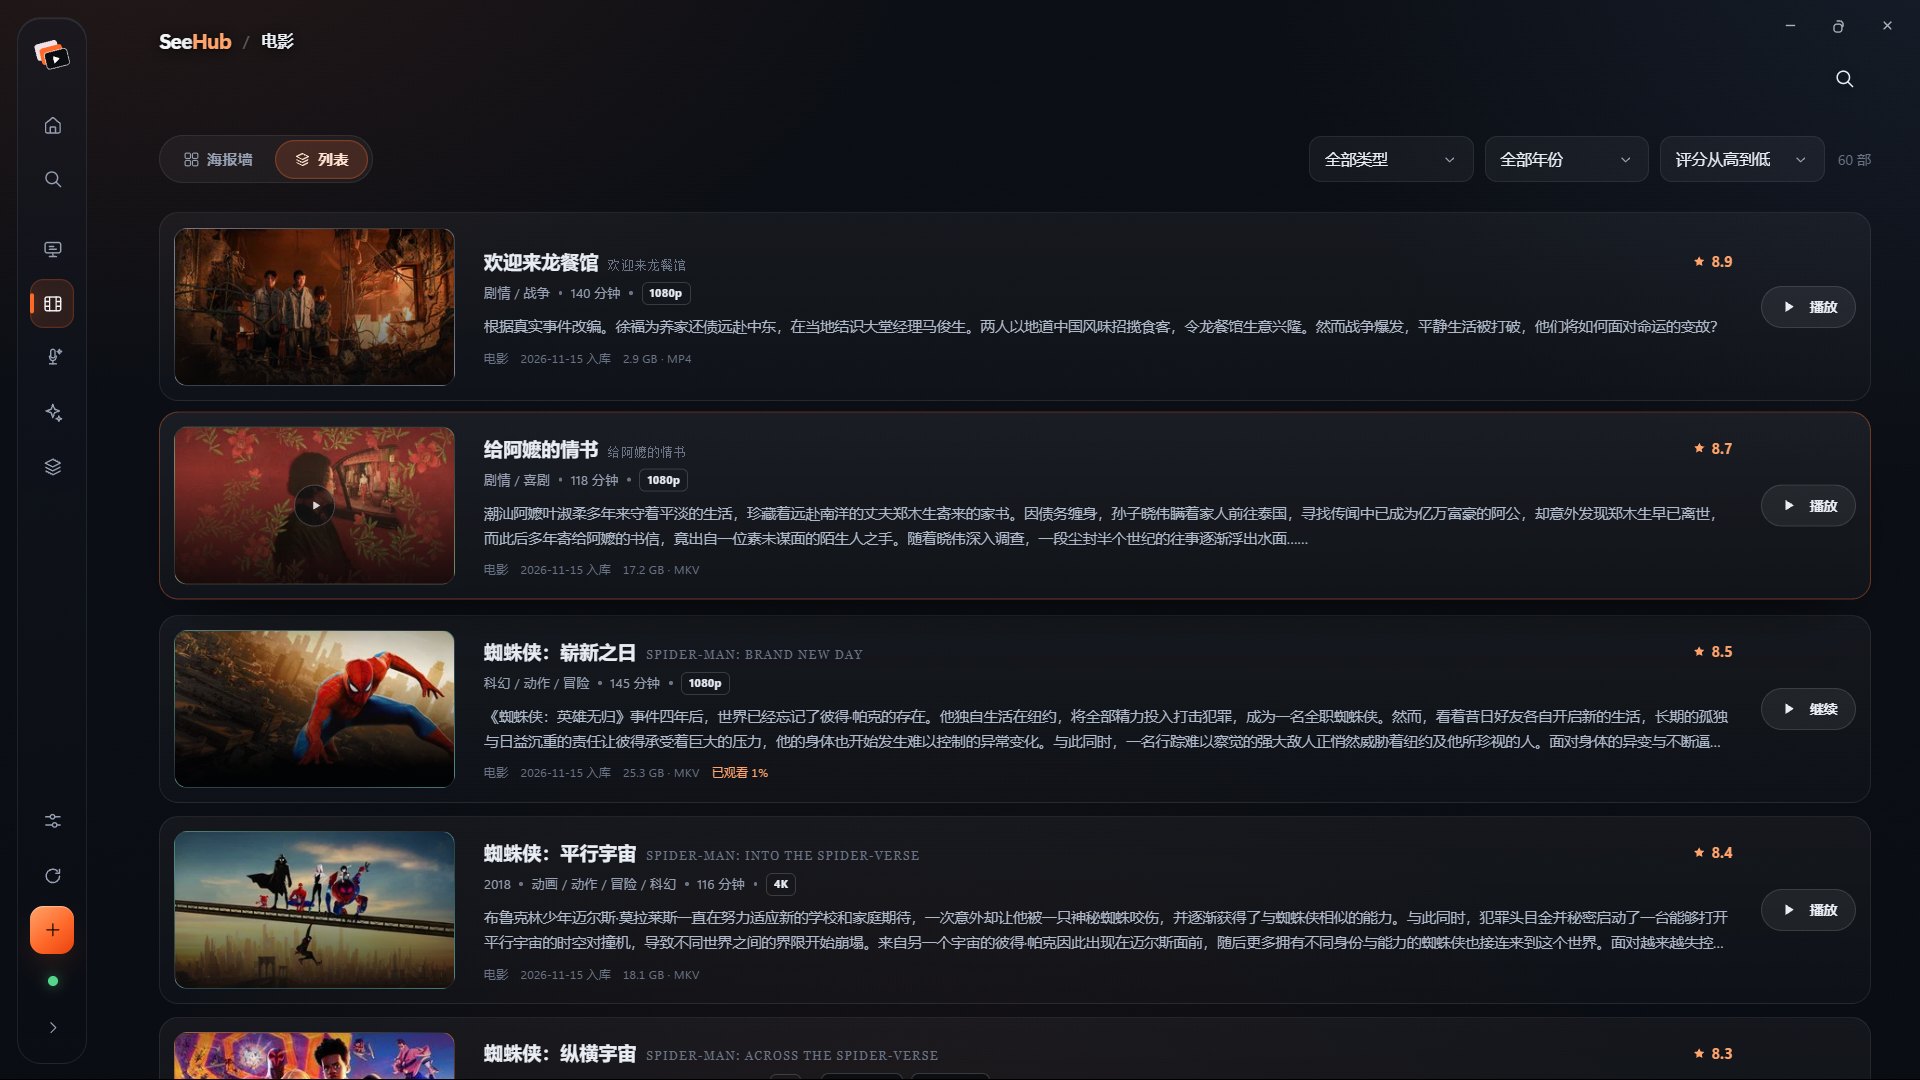 SeeHub / 电影
海报墙
列表
全部类型
全部年份
评分从高到低
60 部
欢迎来龙餐馆 欢迎来龙餐馆
★ 8.9
剧情 / 战争 • 140 分钟 • 1080p
根据真实事件改编。徐福为养家还债远赴中东，在当地结识大堂经理马俊生。两人以地道中国风味招揽食客，令龙餐馆生意兴隆。然而战争爆发，平静生活被打破，他们将如何面对命运的变故？
电影 2026-11-15 入库 2.9 GB · MP4
播放
给阿嬷的情书 给阿嬷的情书
★ 8.7
剧情 / 喜剧 • 118 分钟 • 1080p
潮汕阿嬷叶淑柔多年来守着平淡的生活，珍藏着远赴南洋的丈夫郑木生寄来的家书。因债务缠身，孙子晓伟瞒着家人前往泰国，寻找传闻中已成为亿万富豪的阿公，却意外发现郑木生早已离世，
而此后多年寄给阿嬷的书信，竟出自一位素未谋面的陌生人之手。随着晓伟深入调查，一段尘封半个世纪的往事逐渐浮出水面……
电影 2026-11-15 入库 17.2 GB · MKV
播放
蜘蛛侠：崭新之日 SPIDER-MAN: BRAND NEW DAY
★ 8.5
科幻 / 动作 / 冒险 • 145 分钟 • 1080p
《蜘蛛侠：英雄无归》事件四年后，世界已经忘记了彼得·帕克的存在。他独自生活在纽约，将全部精力投入打击犯罪，成为一名全职蜘蛛侠。然而，看着昔日好友各自开启新的生活，长期的孤独
与日益沉重的责任让彼得承受着巨大的压力，他的身体也开始发生难以控制的异常变化。与此同时，一名行踪难以察觉的强大敌人正悄然威胁着纽约及他所珍视的人。面对身体的异变与不断逼...
电影 2026-11-15 入库 25.3 GB · MKV 已观看 1%
继续
蜘蛛侠：平行宇宙 SPIDER-MAN: INTO THE SPIDER-VERSE
★ 8.4
2018 • 动画 / 动作 / 冒险 / 科幻 • 116 分钟 • 4K
布鲁克林少年迈尔斯·莫拉莱斯一直在努力适应新的学校和家庭期待，一次意外却让他被一只神秘蜘蛛咬伤，并逐渐获得了与蜘蛛侠相似的能力。与此同时，犯罪头目金并秘密启动了一台能够打开
平行宇宙的时空对撞机，导致不同世界之间的界限开始崩塌。来自另一个宇宙的彼得·帕克因此出现在迈尔斯面前，随后更多拥有不同身份与能力的蜘蛛侠也接连来到这个世界。面对越来越失控...
电影 2026-11-15 入库 18.1 GB · MKV
播放
蜘蛛侠：纵横宇宙 SPIDER-MAN: ACROSS THE SPIDER-VERSE
★ 8.3